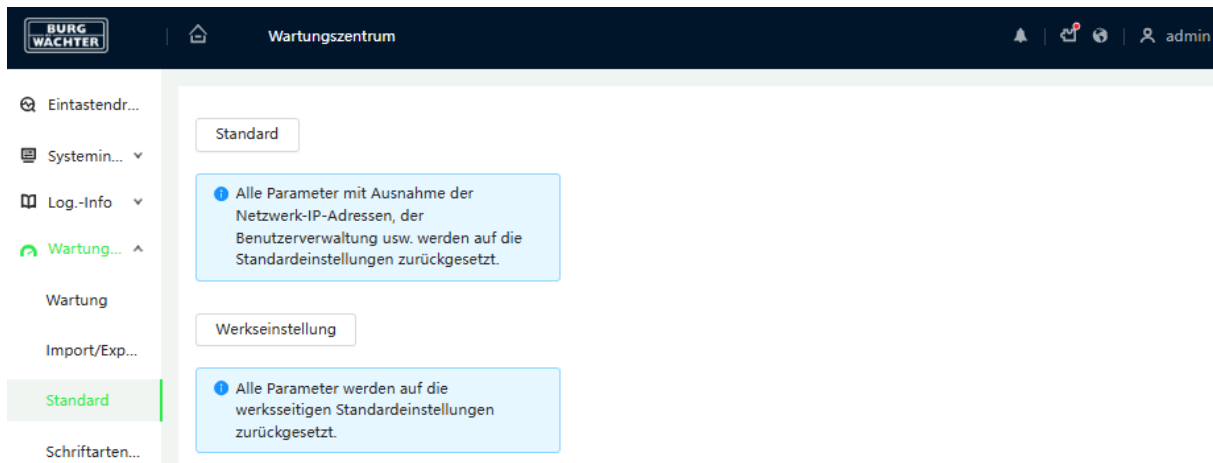 BURG
WÄCHTER
Wartungszentrum
admin
Eintastendr...
Systemin...
Log.-Info
Wartung...
Wartung
Import/Exp...
Standard
Schriftarten...
Standard
Alle Parameter mit Ausnahme der
Netzwerk-IP-Adressen, der
Benutzerverwaltung usw. werden auf die
Standardeinstellungen zurückgesetzt.
Werkseinstellung
Alle Parameter werden auf die
werksseitigen Standardeinstellungen
zurückgesetzt.